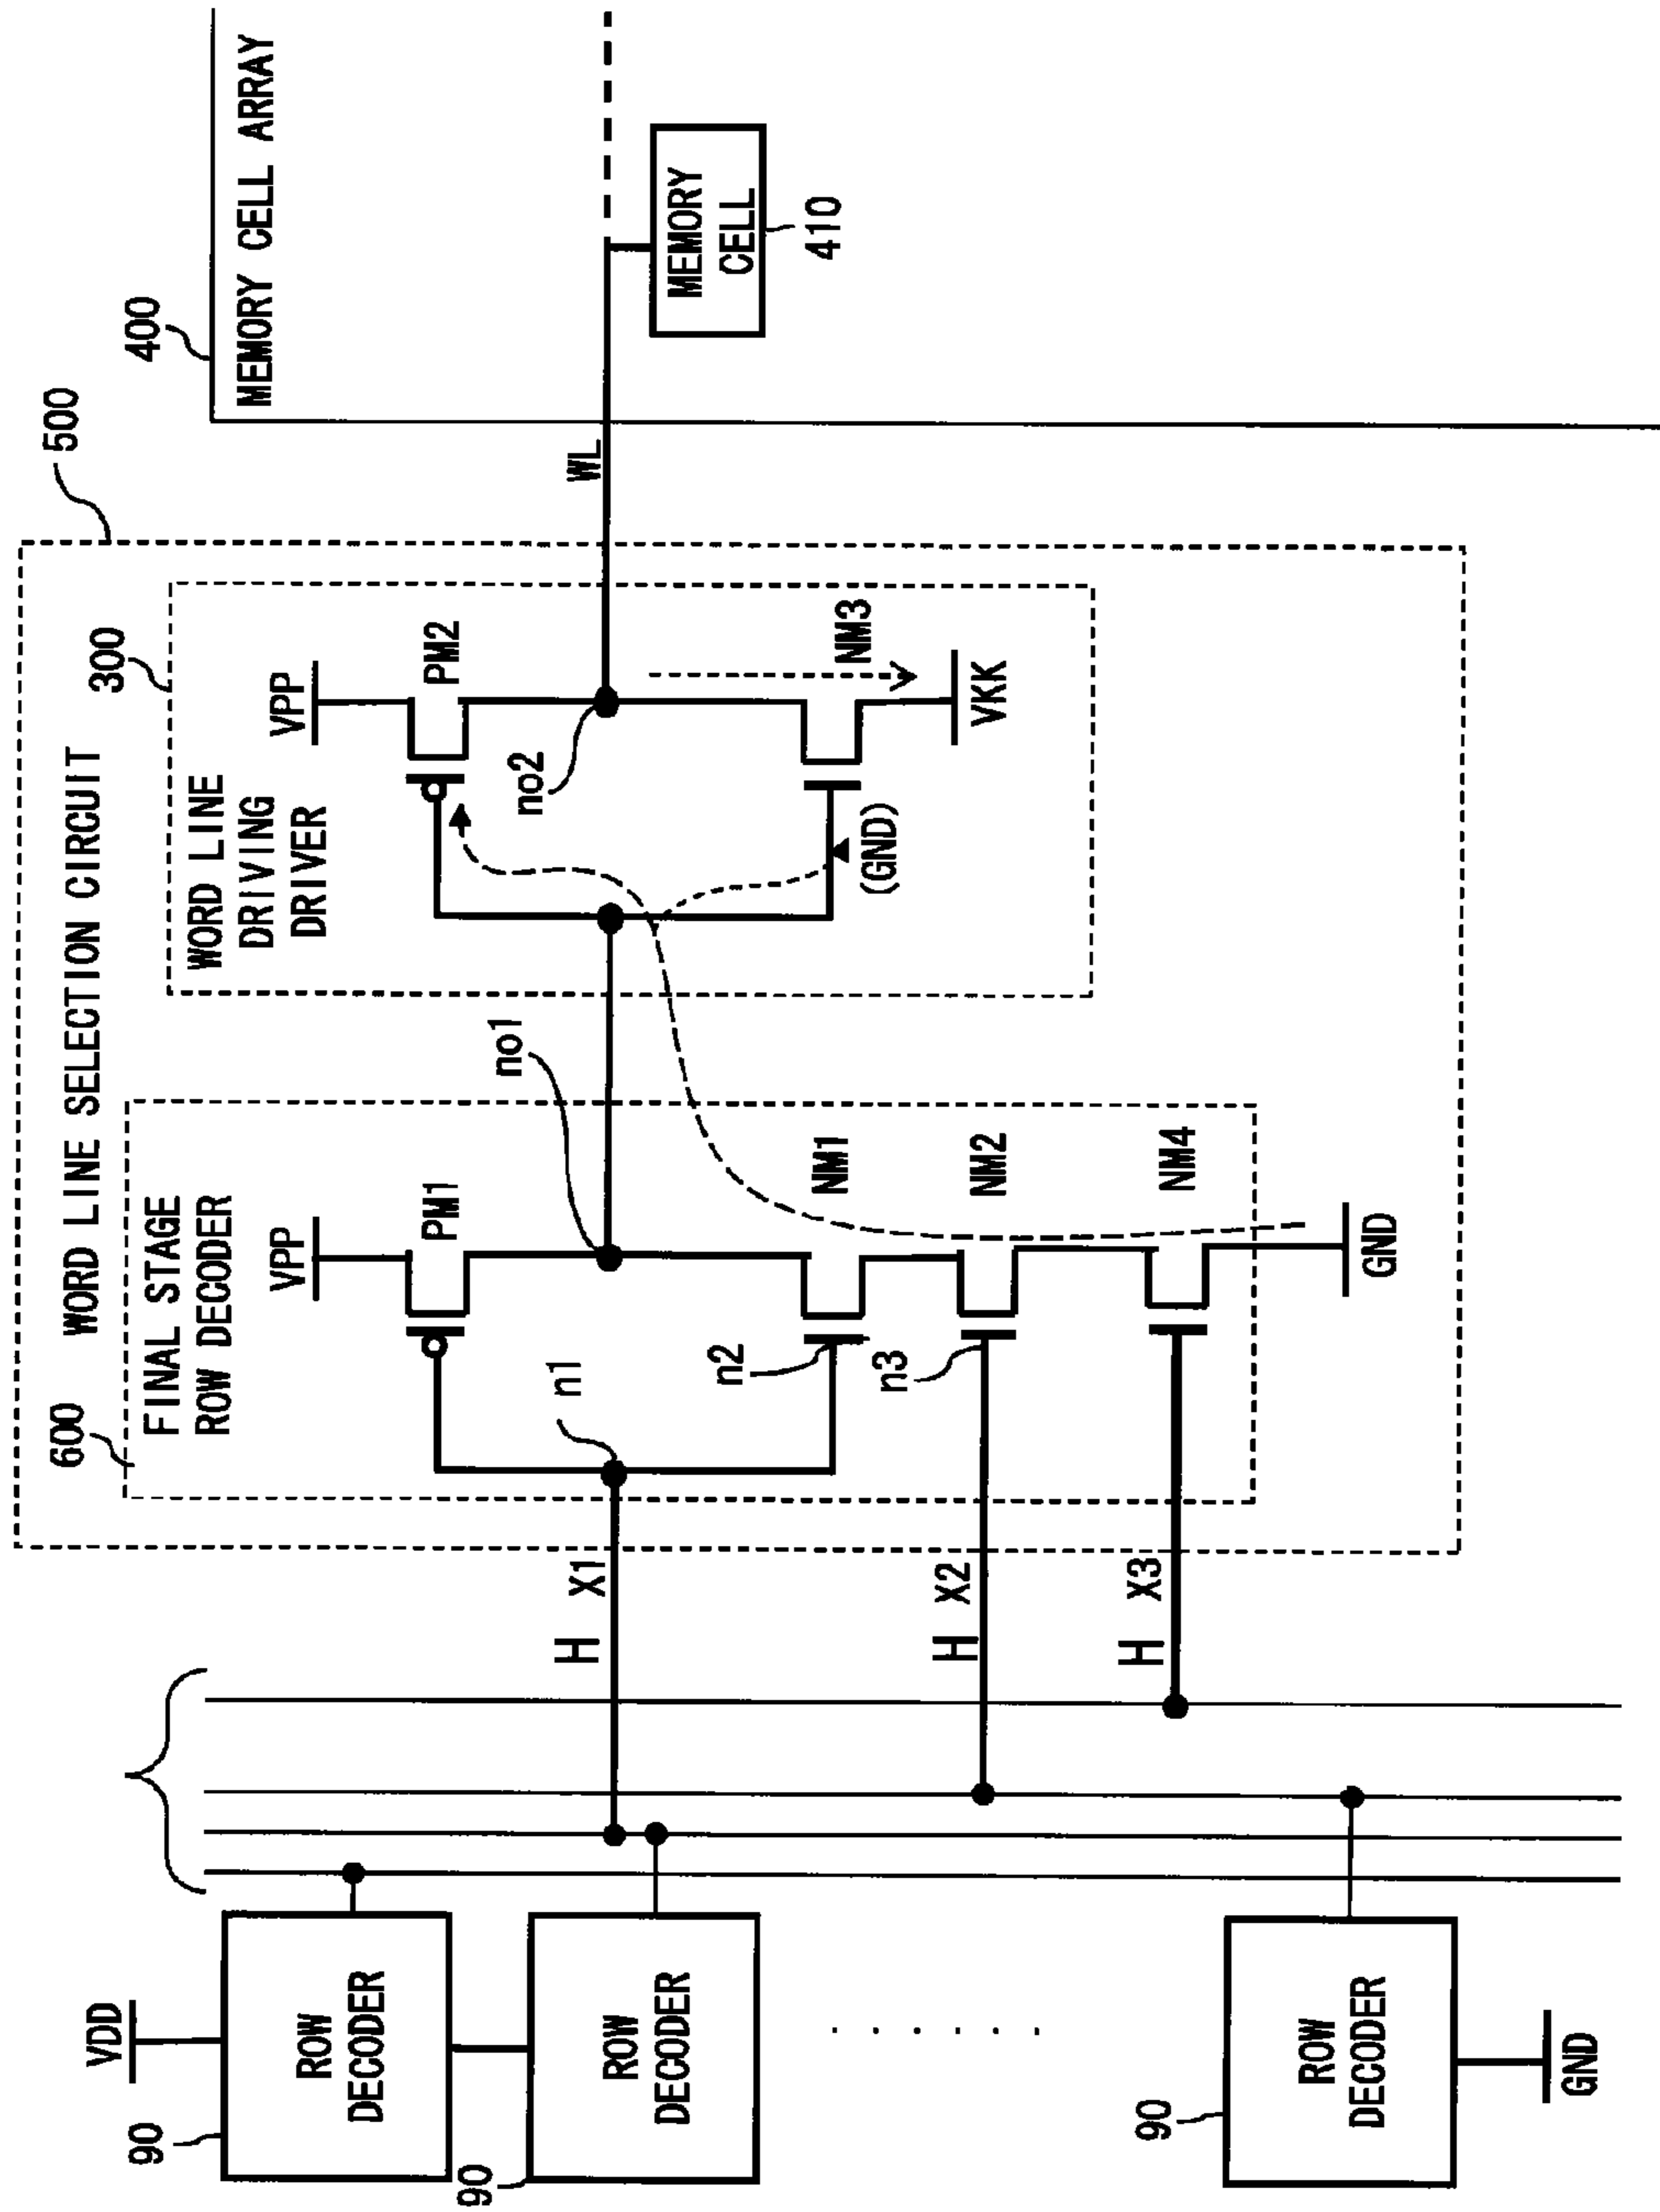 500
WORD LINE SELECTION CIRCUIT
400
MEMORY CELL ARRAY
600
FINAL STAGE
ROW DECODER
300
WORD LINE
DRIVING
DRIVER
VDD
90
ROW
DECODER
90
ROW
DECODER
.......
90
ROW
DECODER
GND
VPP
PM1
n1
no1
n2
NM1
n3
NM2
NM4
GND
H X1
H X2
H X3
VPP
PM2
no2
WL
(GND)
NM3
VKK
MEMORY
CELL
410